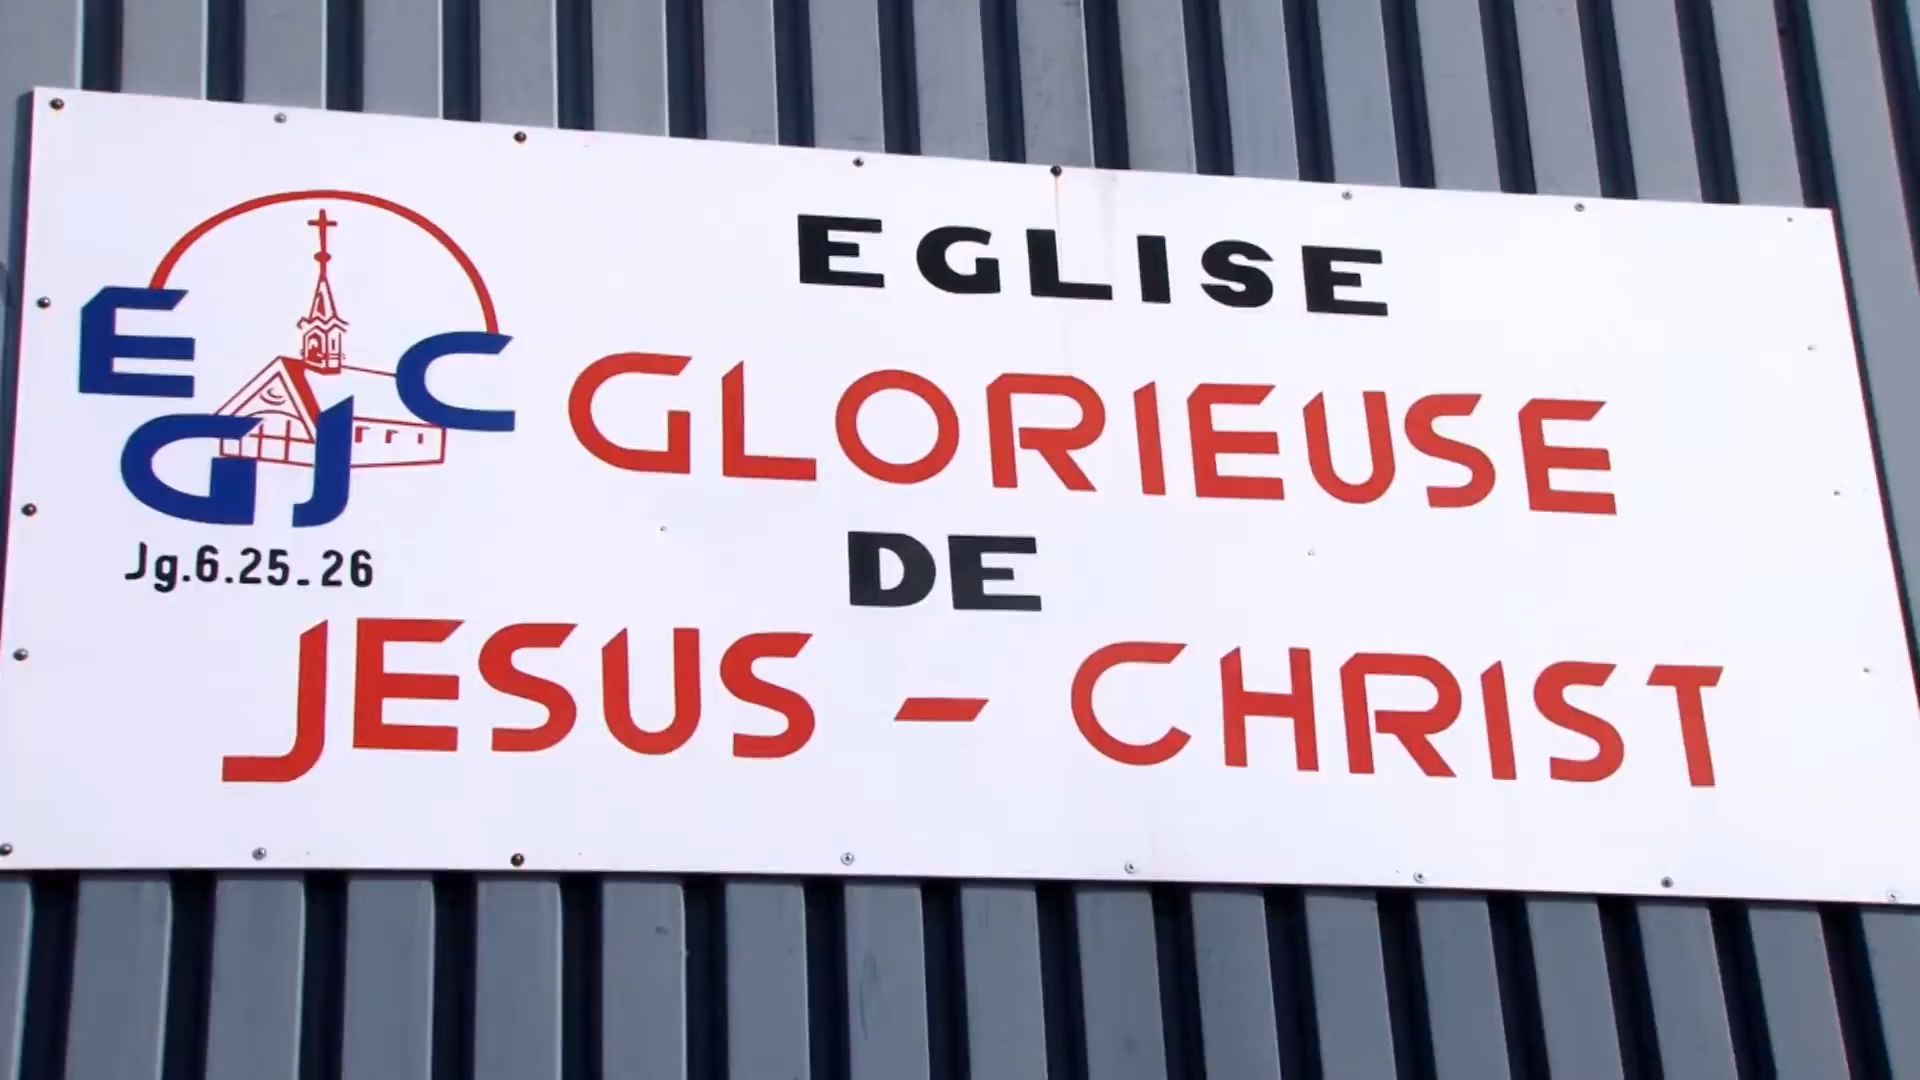 EGJC
Jg.6.25-26
EGLISE
GLORIEUSE
DE
JESUS - CHRIST